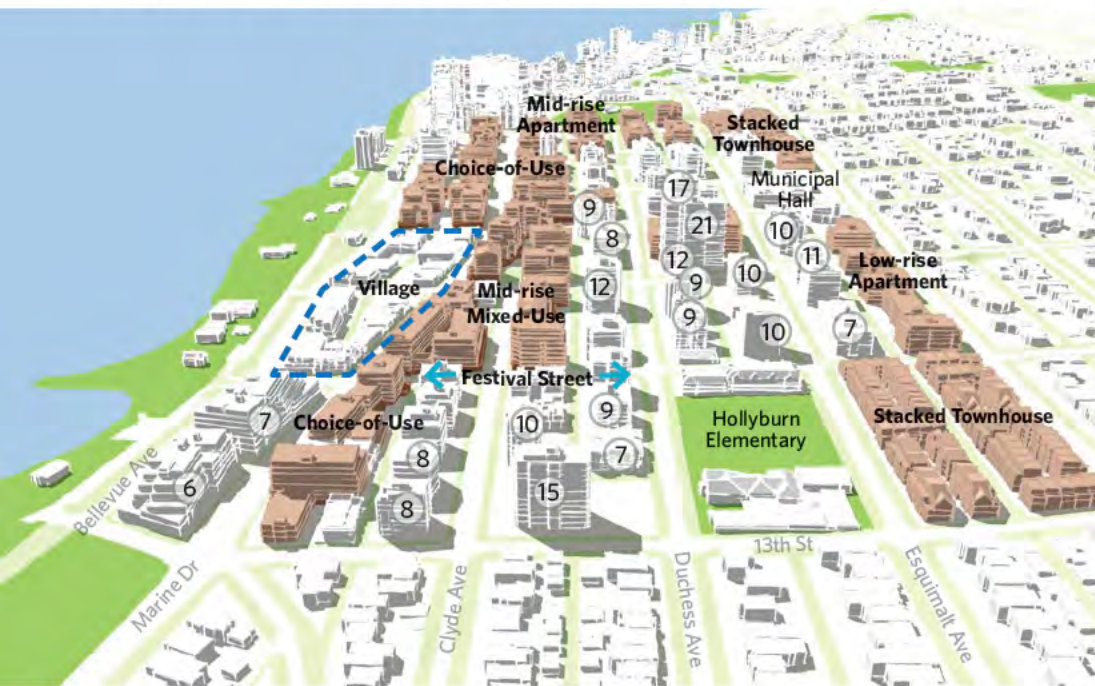 Mid-rise
Apartment
Stacked
Townhouse
Choice-of-Use
Municipal
Hall
17
9
21
10
8
11
12
Low-rise
Apartment
10
Village
Mid-rise
Mixed-Use
12
9
9
10
7
Festival Street
7
Choice-of-Use
10
9
Hollyburn
Elementary
Stacked Townhouse
8
7
6
15
8
Bellevue Ave
13th St
Marine Dr
Clyde Ave
Duchess Ave
Esquimalt Ave